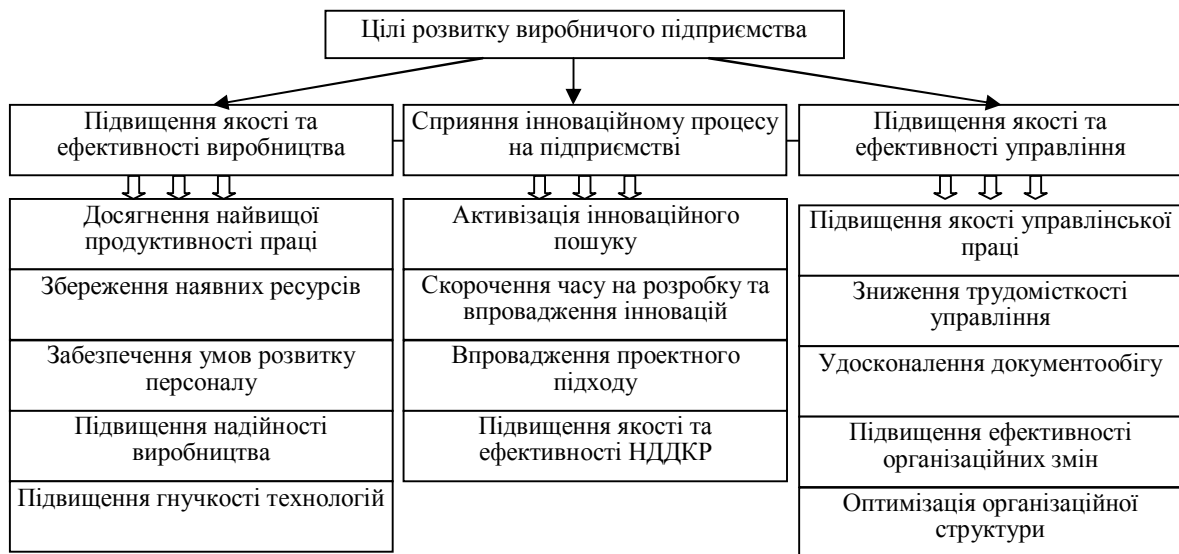 Цілі розвитку виробничого підприємства
Підвищення якості та
ефективності виробництва
Сприяння інноваційному процесу
на підприємстві
Підвищення якості та
ефективності управління
Досягнення найвищої
продуктивності праці
Збереження наявних ресурсів
Забезпечення умов розвитку
персоналу
Підвищення надійності
виробництва
Підвищення гнучкості технологій
Активізація інноваційного
пошуку
Скорочення часу на розробку та
впровадження інновацій
Впровадження проектного
підходу
Підвищення якості та
ефективності НДДКР
Підвищення якості управлінської
праці
Зниження трудомісткості
управління
Удосконалення документообігу
Підвищення ефективності
організаційних змін
Оптимізація організаційної
структури